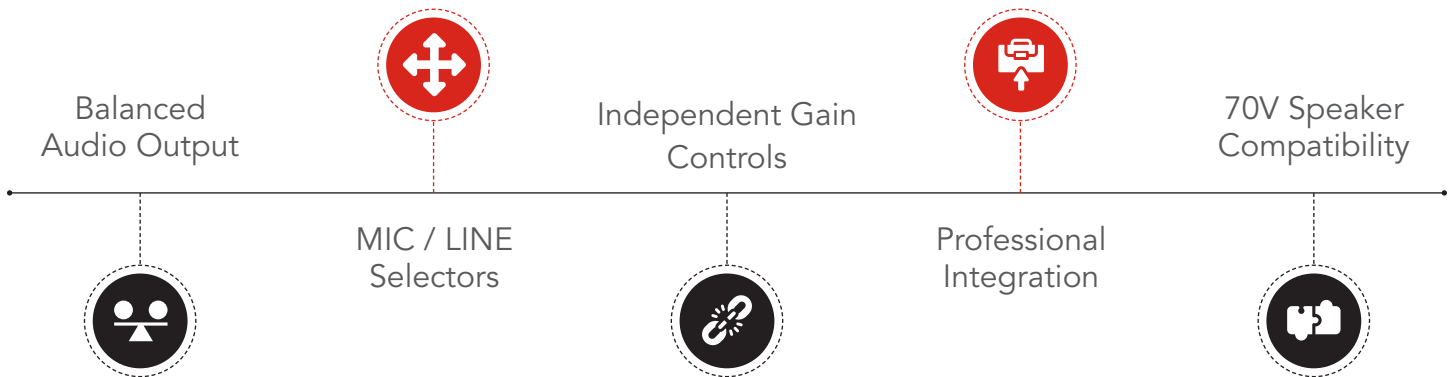 Balanced
Audio Output
MIC / LINE
Selectors
Independent Gain
Controls
Professional
Integration
70V Speaker
Compatibility